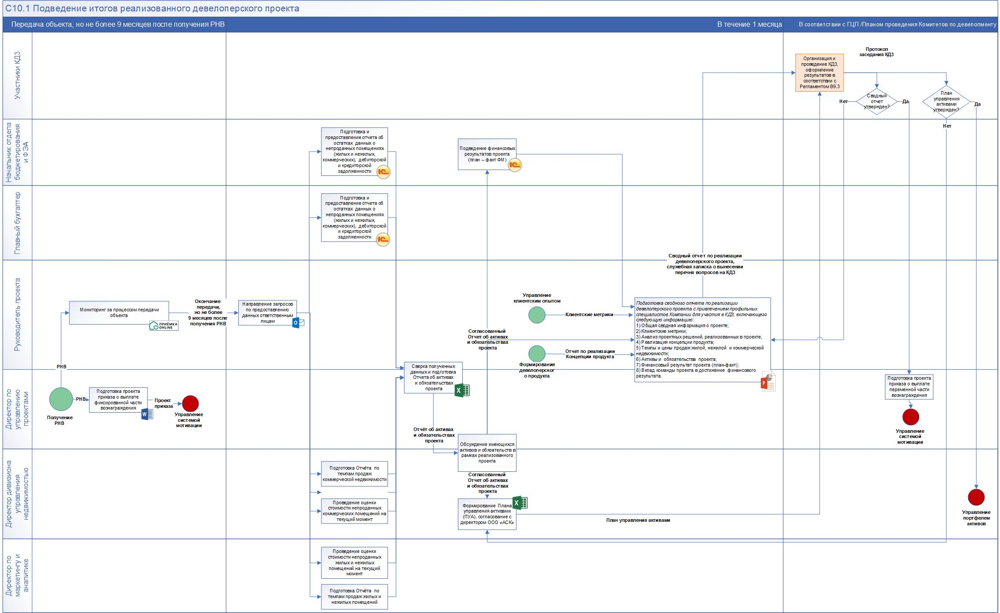 C10.1 Подведение итогов реализованного девелоперского проекта
Передача объекта, но не более 9 месяцев после получения РНВ
В течение 1 месяца
В соответствии с ГЦП /Планом проведения Комитетов по девелопменту
Участники КД3
Протокол
заседания КД3
Организация и
проведение КД3,
оформление
результатов в
соответствии с
Регламентом В9.3
Сводный
отчет
утвержден?
Нет
Да
План
управления
активами
утвержден?
Да
Нет
Начальник отдела
бюджетирования
и ФЭА
Подготовка и
предоставление отчета об
остатках данных о
непроданных помещениях
(жилых и нежилых,
коммерческих), дебиторской
и кредиторской
задолженности
1С
Подведение финансовых
результатов проекта
(план – факт ФМ)
1С
Главный бухгалтер
Подготовка и
предоставление отчета об
остатках данных о
непроданных помещениях
(жилых и нежилых,
коммерческих), дебиторской
и кредиторской
задолженности
1С
Сводный отчет по реализации
девелоперского проекта,
служебная записка о вынесении
перечня вопросов на КД3
Руководитель проекта
Мониторинг за процессом передачи
объекта
ПРИЁМКА
ONLINE
Окончание
передачи,
но не более
9 месяцев после
получения РНВ
Направление запросов
по предоставлению
данных ответственным
лицам
O
Управление
клиентским опытом
Клиентские метрики
Согласованный
Отчет об активах
и обязательствах
проекта
Отчет по реализации
Концепции продукта
Формирование
девелоперског
о продукта
Подготовка сводного отчета по реализации
девелоперского проекта с привлечением профильных
специалистов Компании для участия в КД3, включающего
следующую информацию:
1) Общая сводная информация о проекте;
2) Клиентские метрики;
3) Анализ проектных решений, реализованных в проекте;
4) Реализация концепции продукта;
5) Темпы и цены продаж жилой, нежилой и коммерческой
недвижимости;
6) Активы и обязательства проекта;
7) Финансовый результат проекта (план-факт);
8) Вклад команды проекта в достижение финансового
результата.
P
РНВ
Сверка полученных
данных и подготовка
Отчета об активах
и обязательствах
проекта
X
Директор по
управлению
проектами
Получение
РНВ
РНВ
Подготовка проекта
приказа о выплате
фиксированной части
вознаграждения
W
Проект
приказа
Управление
системой
мотивации
Отчёт об активах
и обязательствах
проекта
Обсуждение имеющихся
активов и обязательств в
рамках реализованного
проекта
Подготовка проекта
приказа о выплате
переменной части
вознаграждения
Управление
системой
мотивации
Директор дивизиона
управления
недвижимостью
Подготовка Отчёта по
темпам продаж
коммерческой недвижимости
Проведение оценки
стоимости непроданных
коммерческих помещений на
текущий момент
Согласованный
Отчет об активах
и обязательствах
проекта
Формирование Плана
управления активами
(ПУА), согласование с
директором ООО «АСК»
X
План управления активами
Управление
портфелем
активов
Директор по
маркетингу и
аналитике
Проведение оценки
стоимости непроданных
жилых и нежилых
помещений на текущий
момент
Подготовка Отчёта по
темпам продаж жилых и
нежилых помещений